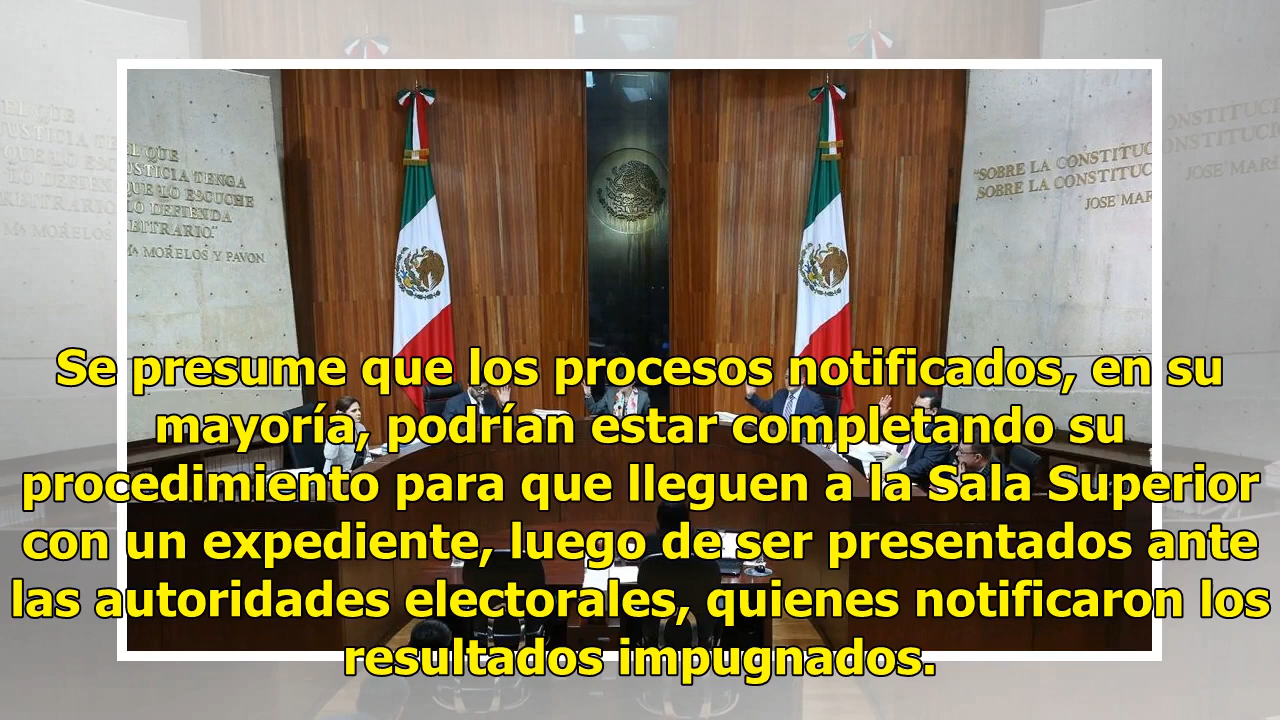 EL QUE
JUSTICIA TENGA
QUE LO ESCUCHE
LO DEFIENDA
ARBITRARIO."
Mª MORELOS Y PAVON
"SOBRE LA CONSTITUC
SOBRE LA CONSTITUC
JOSE MAR
Se presume que los procesos notificados, en su
mayoría, podrían estar completando su
procedimiento para que lleguen a la Sala Superior
con un expediente, luego de ser presentados ante
las autoridades electorales, quienes notificaron los
resultados impugnados.